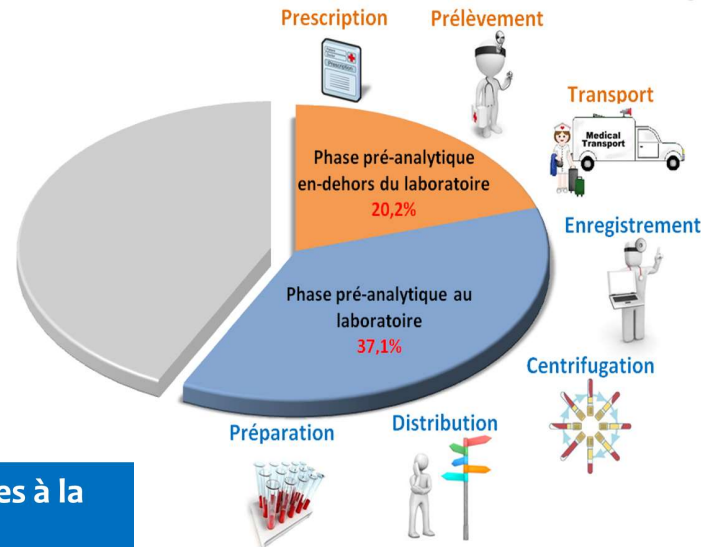 Prescription
Prélèvement
Prescription
Transport
Medical
Transport
Phase pré-analytique
en-dehors du laboratoire
20,2%
Enregistrement
Phase pré-analytique au
laboratoire
37,1%
Centrifugation
Distribution
Préparation
es à la